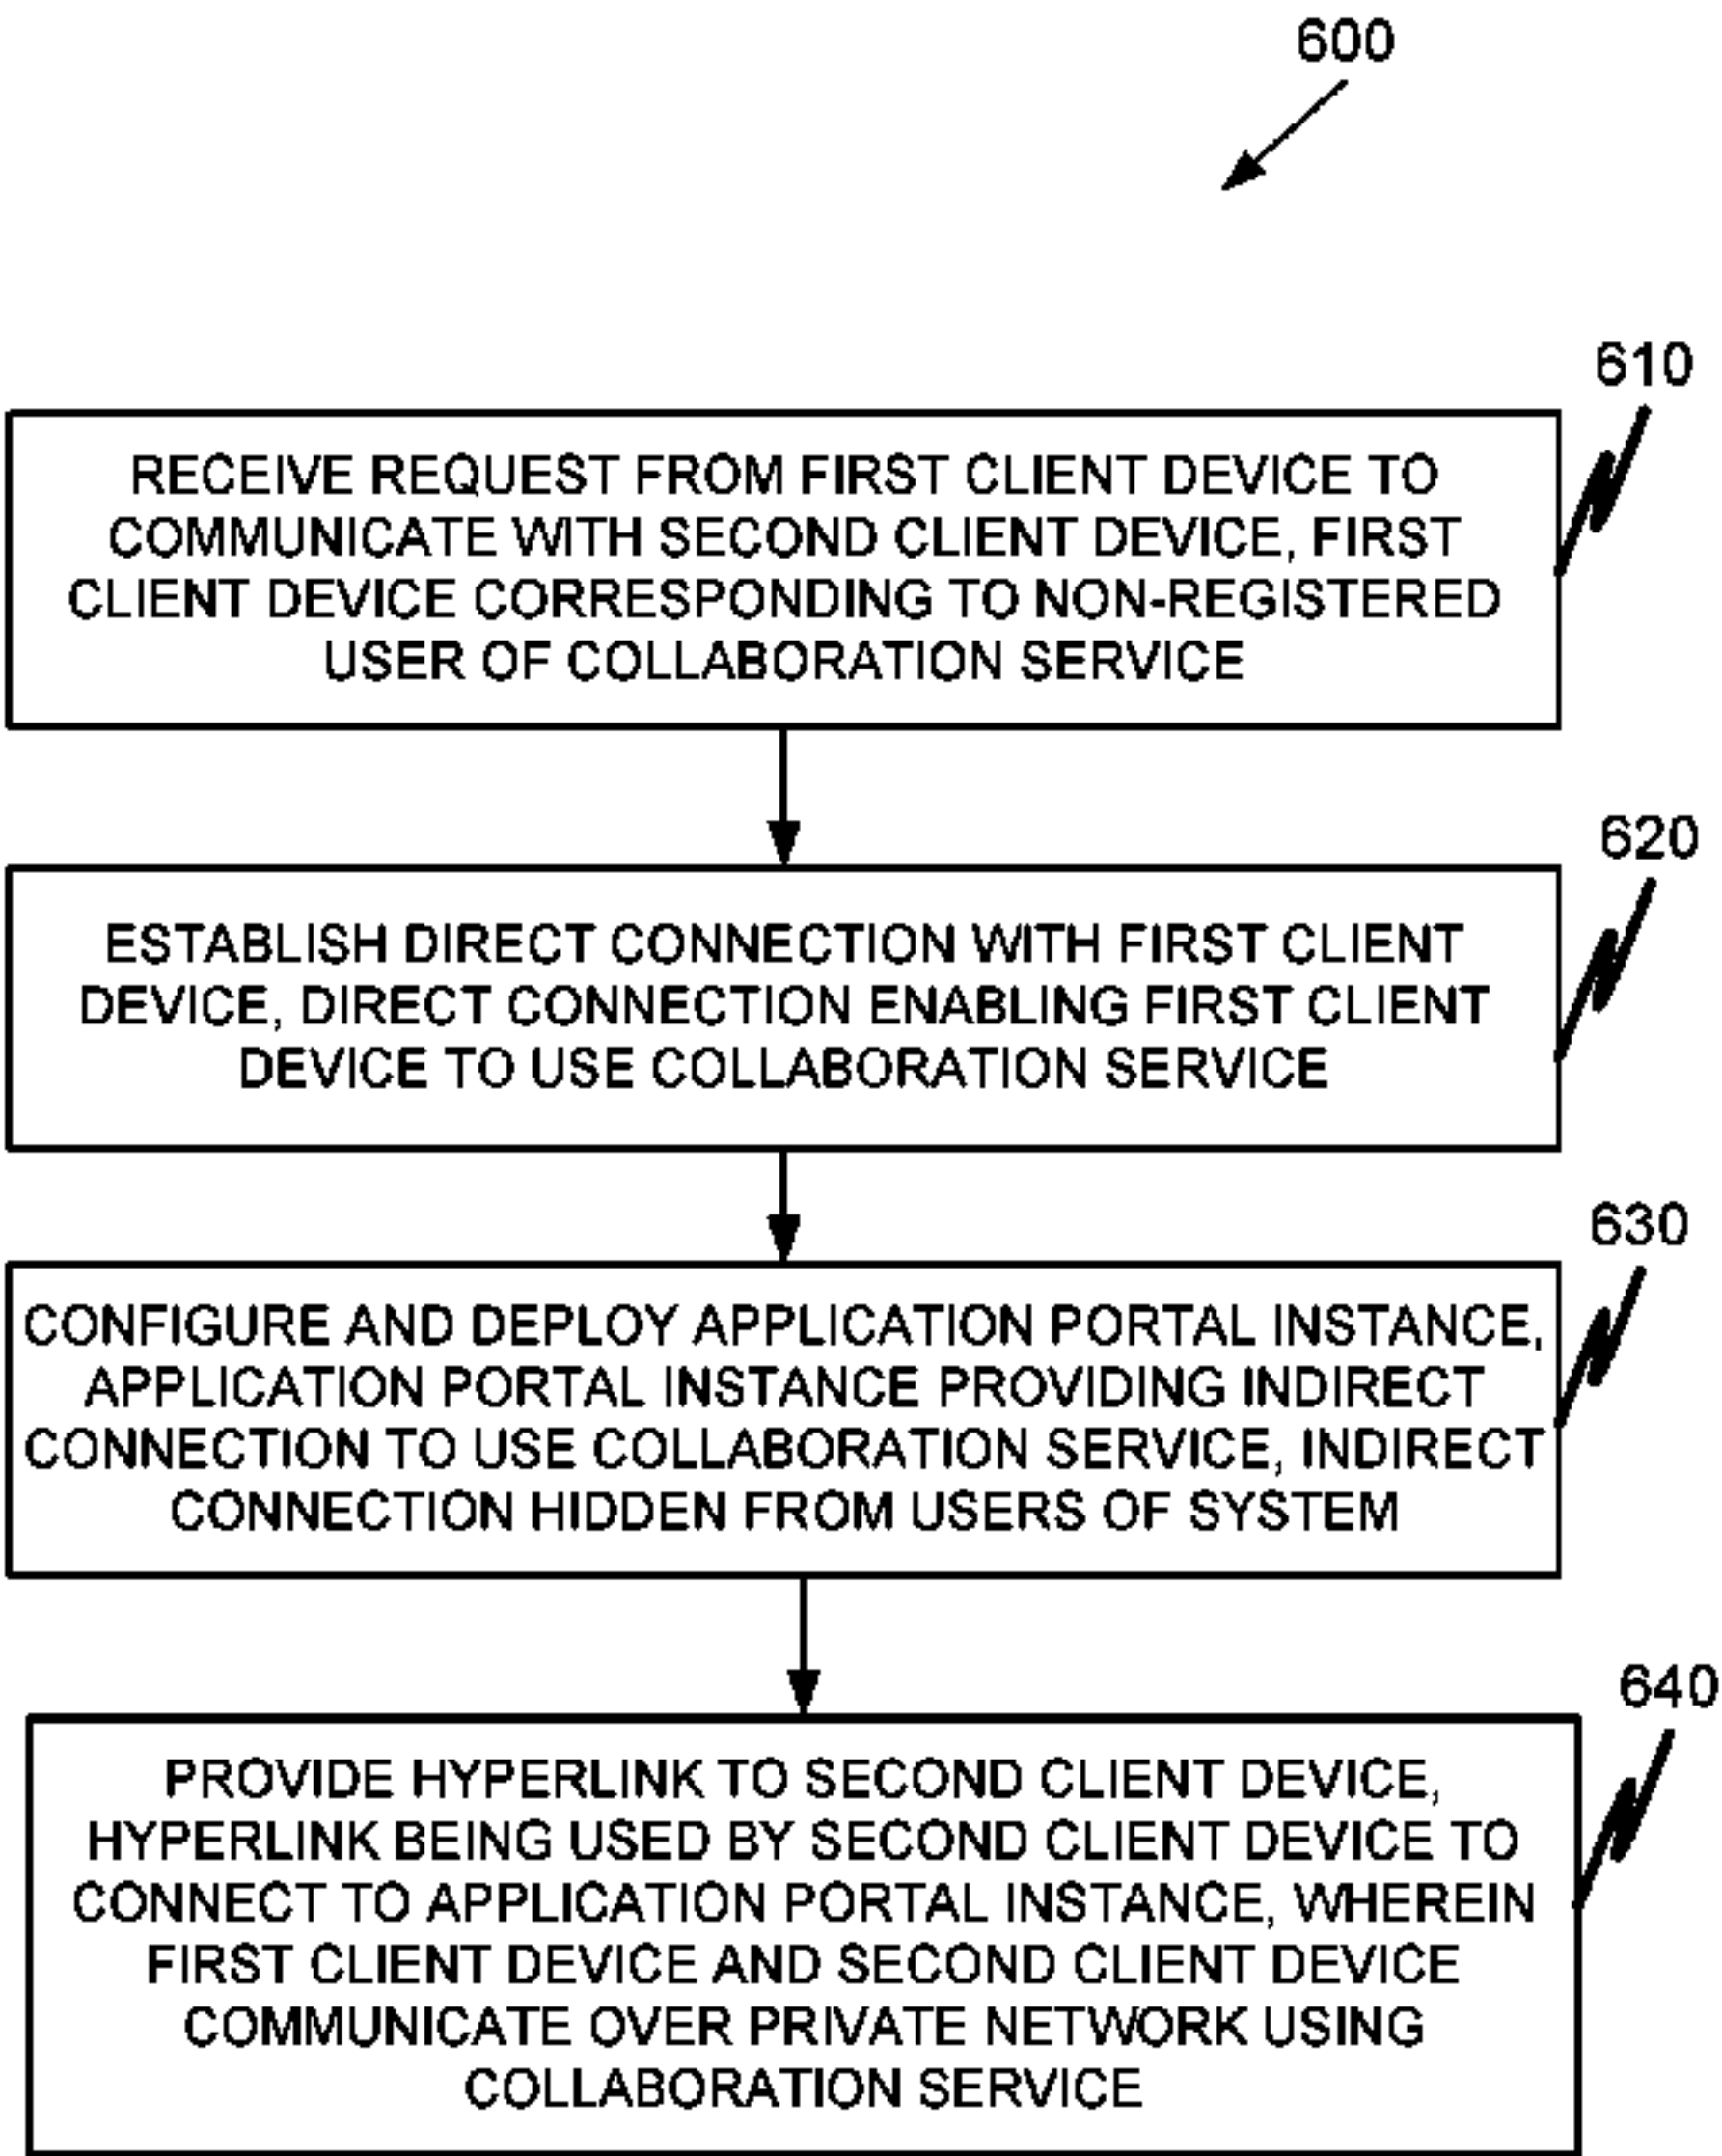 600
610
RECEIVE REQUEST FROM FIRST CLIENT DEVICE TO
COMMUNICATE WITH SECOND CLIENT DEVICE, FIRST
CLIENT DEVICE CORRESPONDING TO NON-REGISTERED
USER OF COLLABORATION SERVICE
620
ESTABLISH DIRECT CONNECTION WITH FIRST CLIENT
DEVICE, DIRECT CONNECTION ENABLING FIRST CLIENT
DEVICE TO USE COLLABORATION SERVICE
630
CONFIGURE AND DEPLOY APPLICATION PORTAL INSTANCE,
APPLICATION PORTAL INSTANCE PROVIDING INDIRECT
CONNECTION TO USE COLLABORATION SERVICE, INDIRECT
CONNECTION HIDDEN FROM USERS OF SYSTEM
640
PROVIDE HYPERLINK TO SECOND CLIENT DEVICE,
HYPERLINK BEING USED BY SECOND CLIENT DEVICE TO
CONNECT TO APPLICATION PORTAL INSTANCE, WHEREIN
FIRST CLIENT DEVICE AND SECOND CLIENT DEVICE
COMMUNICATE OVER PRIVATE NETWORK USING
COLLABORATION SERVICE